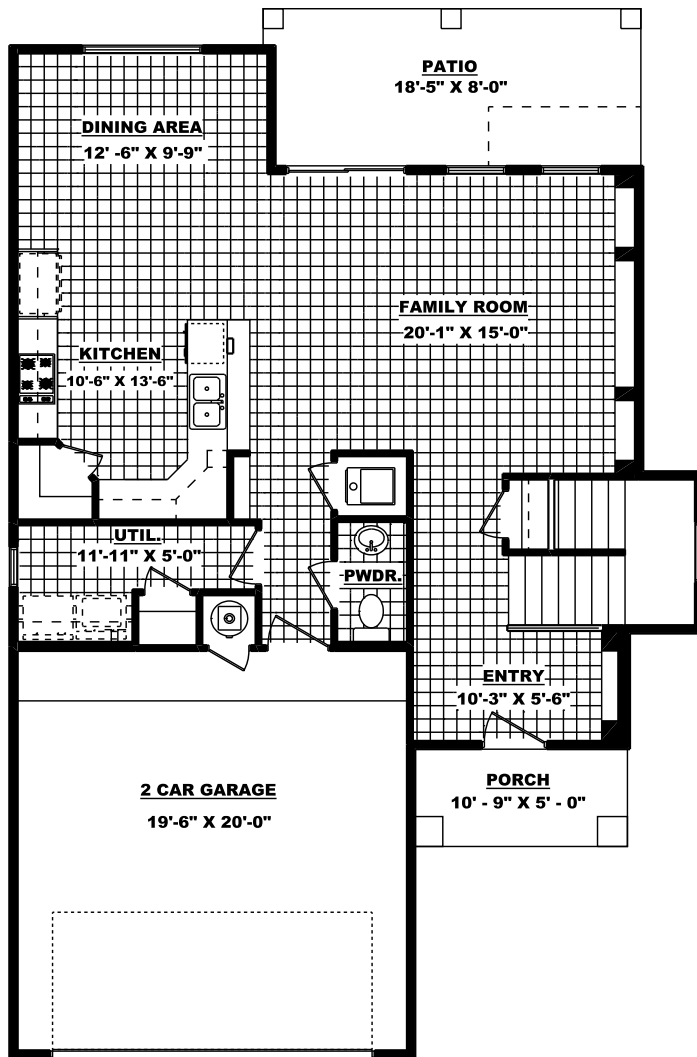 PATIO
18'-5" X 8'-0"
DINING AREA
12' -6" X 9'-9"
FAMILY ROOM
20'-1" X 15'-0"
KITCHEN
10'-6" X 13'-6"
UTIL.
11'-11" X 5'-0"
PWDR.
ENTRY
10'-3" X 5'-6"
PORCH
10' - 9" X 5' - 0"
2 CAR GARAGE
19'-6" X 20'-0"